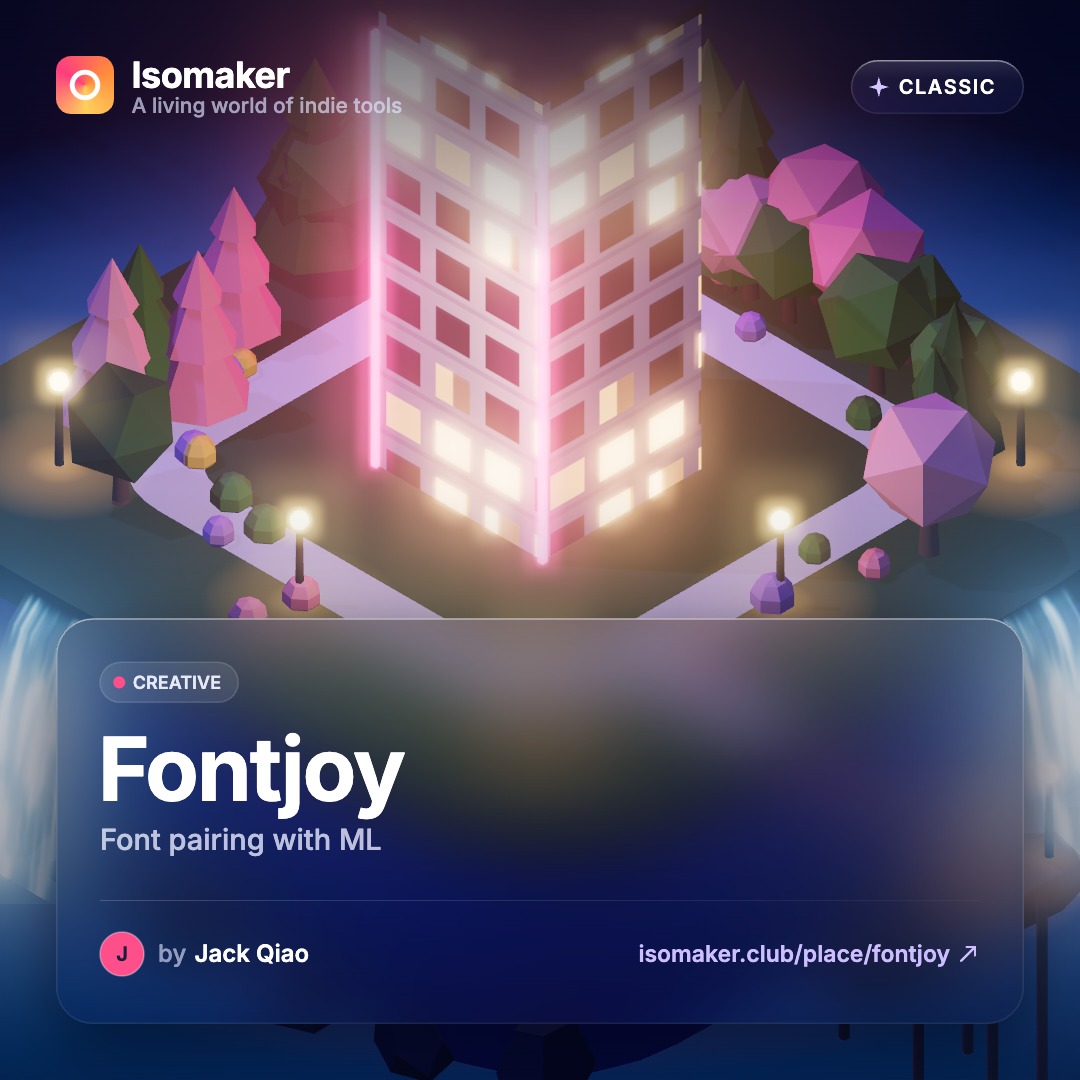 Isomaker
A living world of indie tools
CLASSIC
CREATIVE
Fontjoy
Font pairing with ML
J
by Jack Qiao
isomaker.club/place/fontjoy ↗